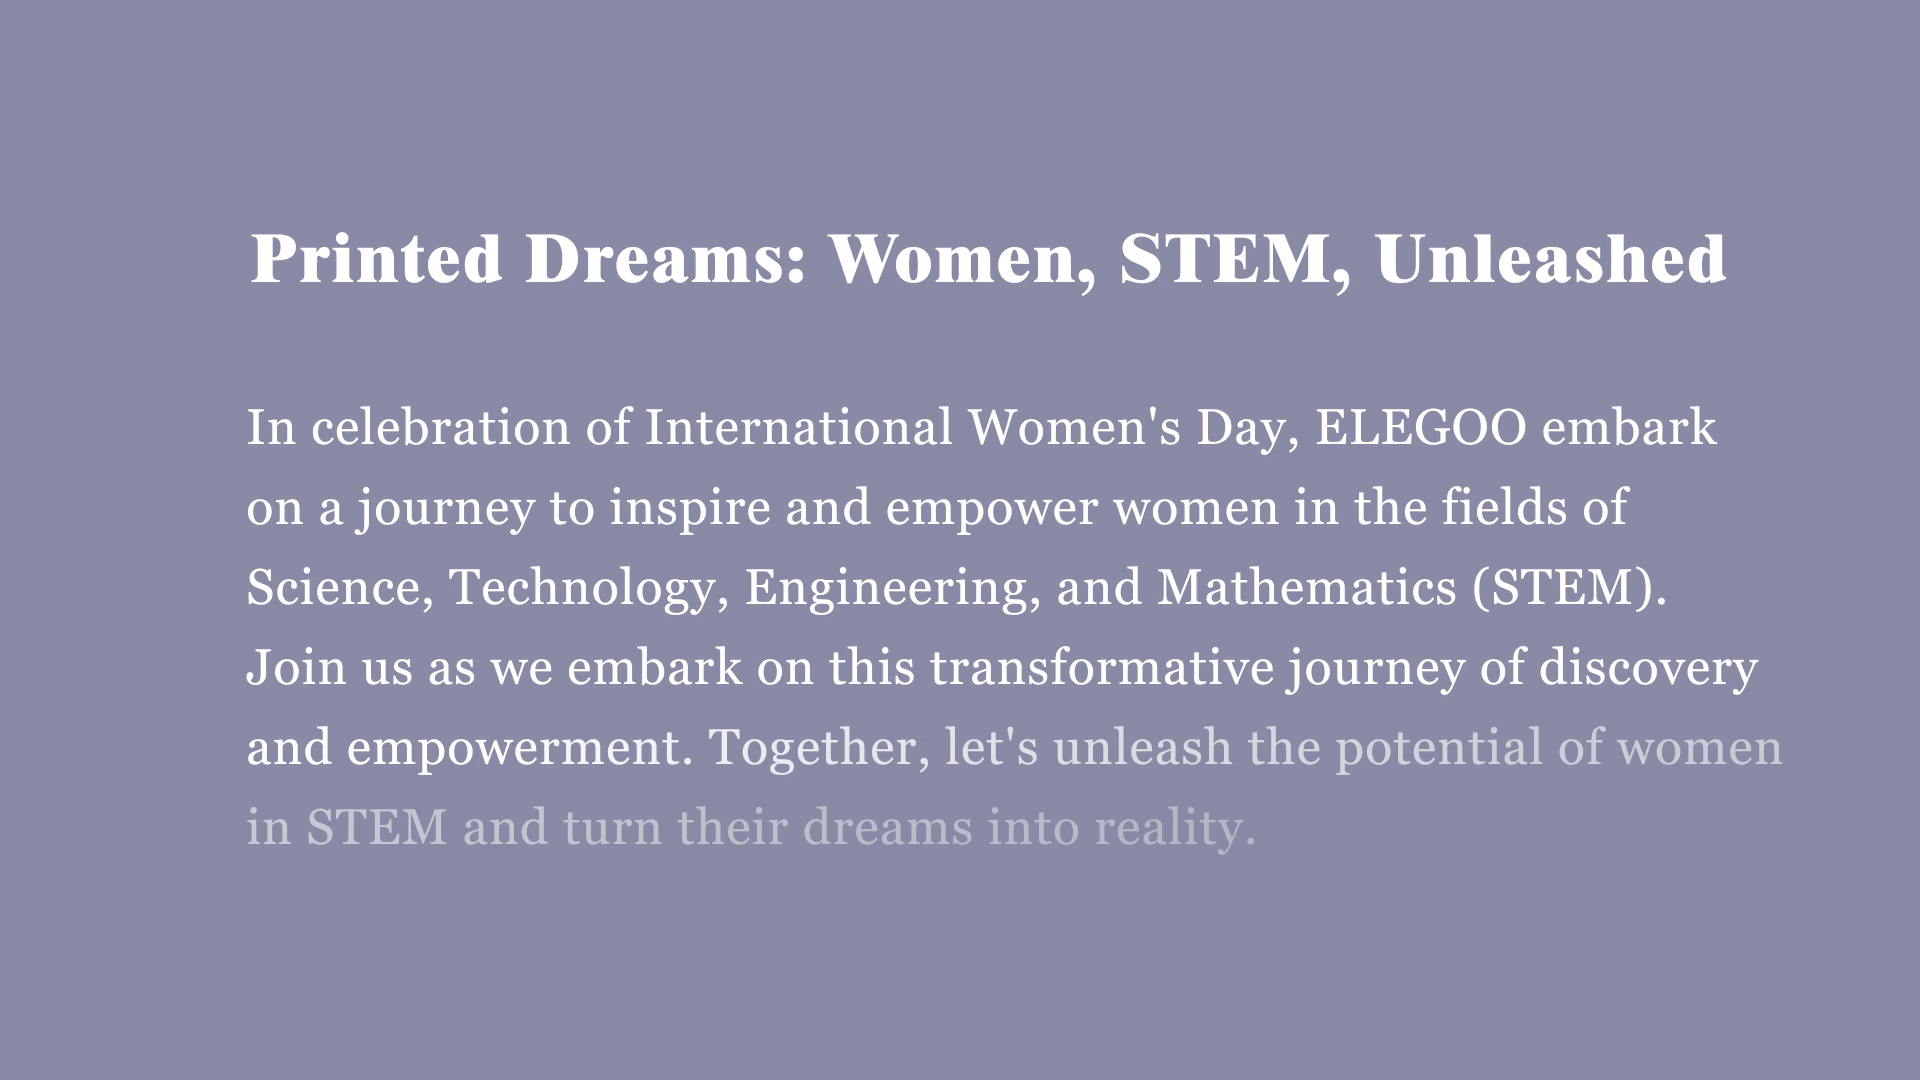 Printed Dreams: Women, STEM, Unleashed
In celebration of International Women's Day, ELEGOO embark
on a journey to inspire and empower women in the fields of
Science, Technology, Engineering, and Mathematics (STEM).
Join us as we embark on this transformative journey of discovery
and empowerment. Together, let's unleash the potential of women
in STEM and turn their dreams into reality.